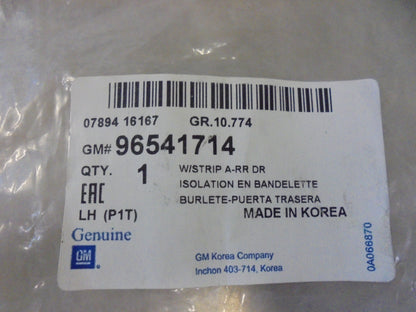 07894 16167 GR.10.774
GM# 96541714
QTY. 1 W/STRIP A-RR DR
ISOLATION EN BANDELETTE
EAC BURLETE-PUERTA TRASERA
LH (P1T) MADE IN KOREA
Genuine
GM
GM Korea Company
Inchon 403-714, Korea
0A066870